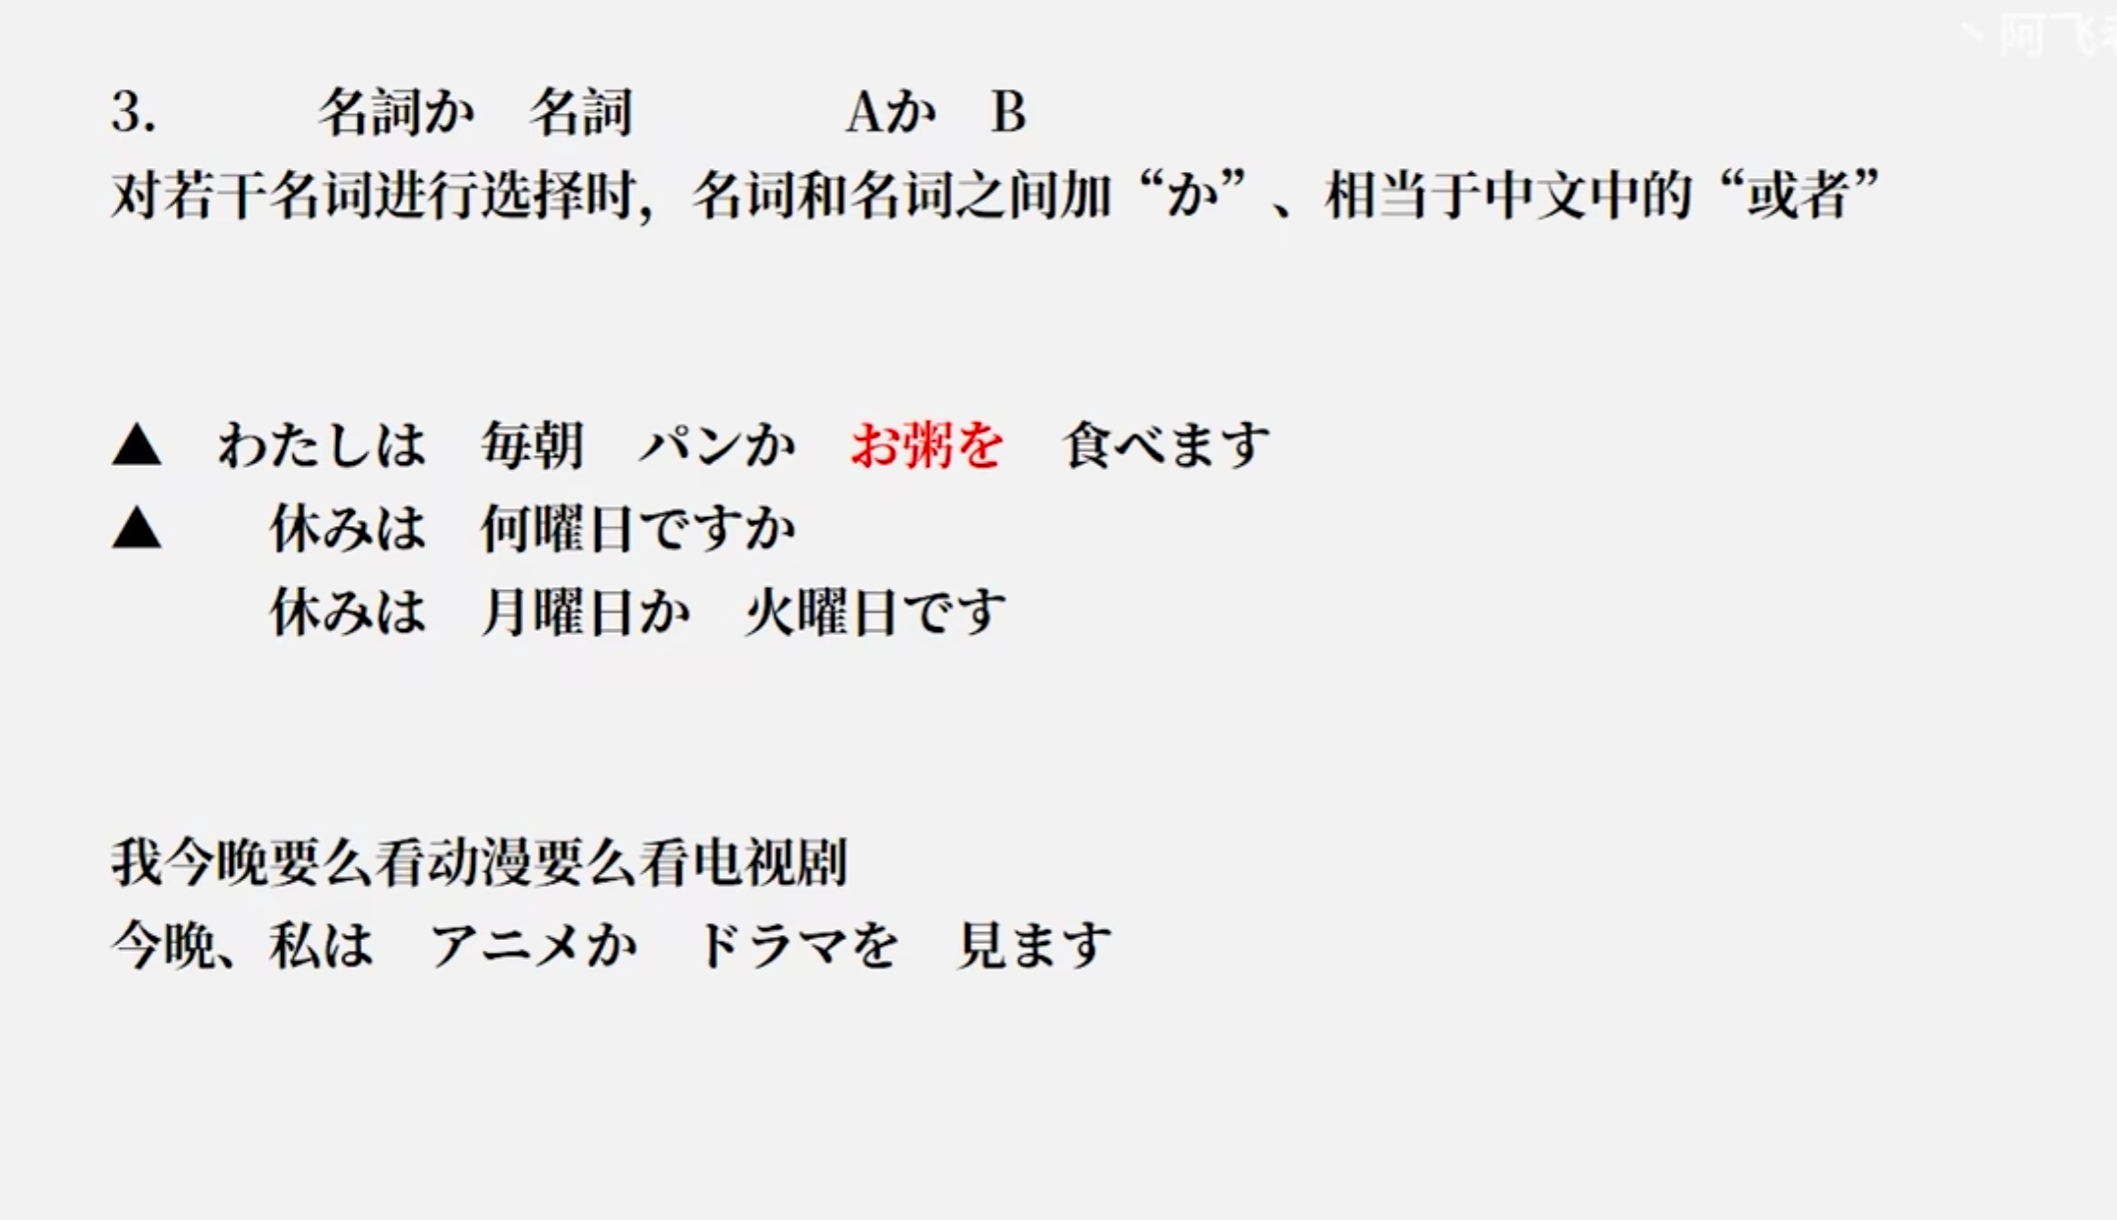 丶阿飞
3.　　　名詞か　名詞　　　　Aか　B
对若干名词进行选择时，名词和名词之间加“か”、相当于中文中的“或者”
▲　わたしは　毎朝　パンか　お粥を　食べます
▲　　休みは　何曜日ですか
休みは　月曜日か　火曜日です
我今晚要么看动漫要么看电视剧
今晩、私は　アニメか　ドラマを　見ます